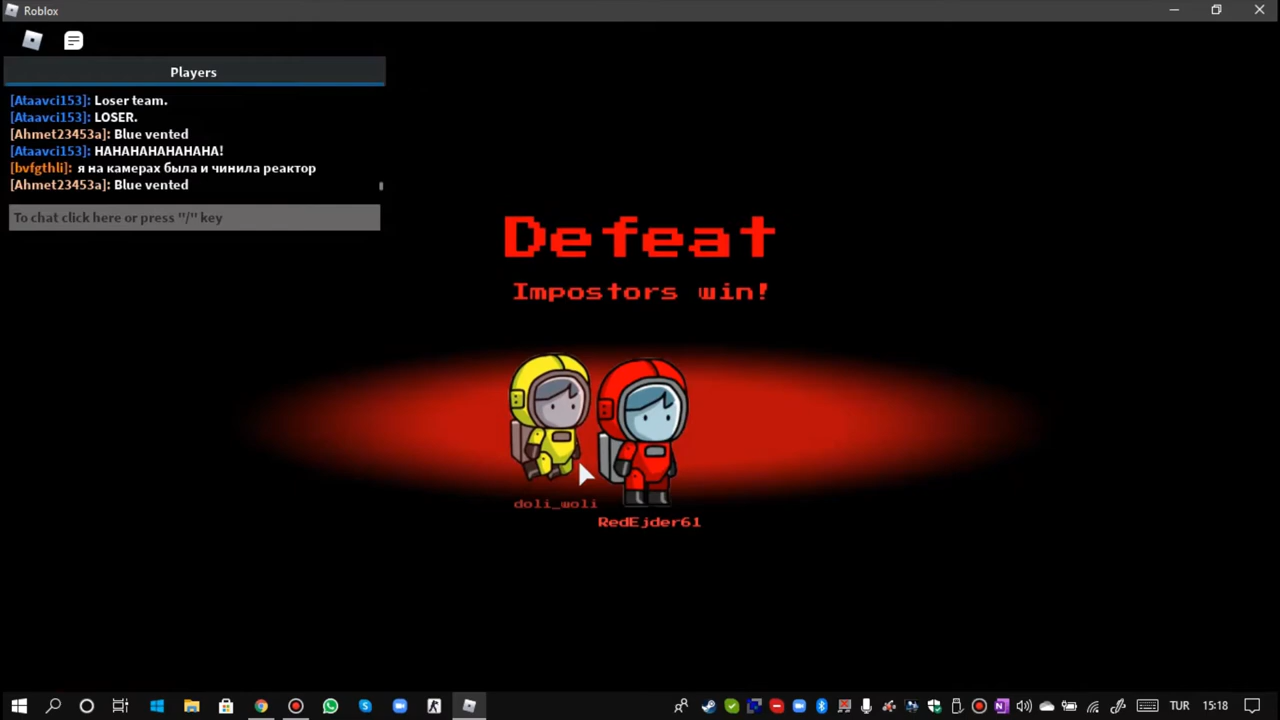 Roblox
Players
[Ataavci153]: Loser team.
[Ataavci153]: LOSER.
[Ahmet23453a]: Blue vented
[Ataavci153]: HAHAHAHAHAHAHA!
[bvfgthli]: я на камерах была и чинила реактор
[Ahmet23453a]: Blue vented
To chat click here or press "/" key
Defeat
Impostors win!
doli_woli
RedEjder61
TUR
15:18